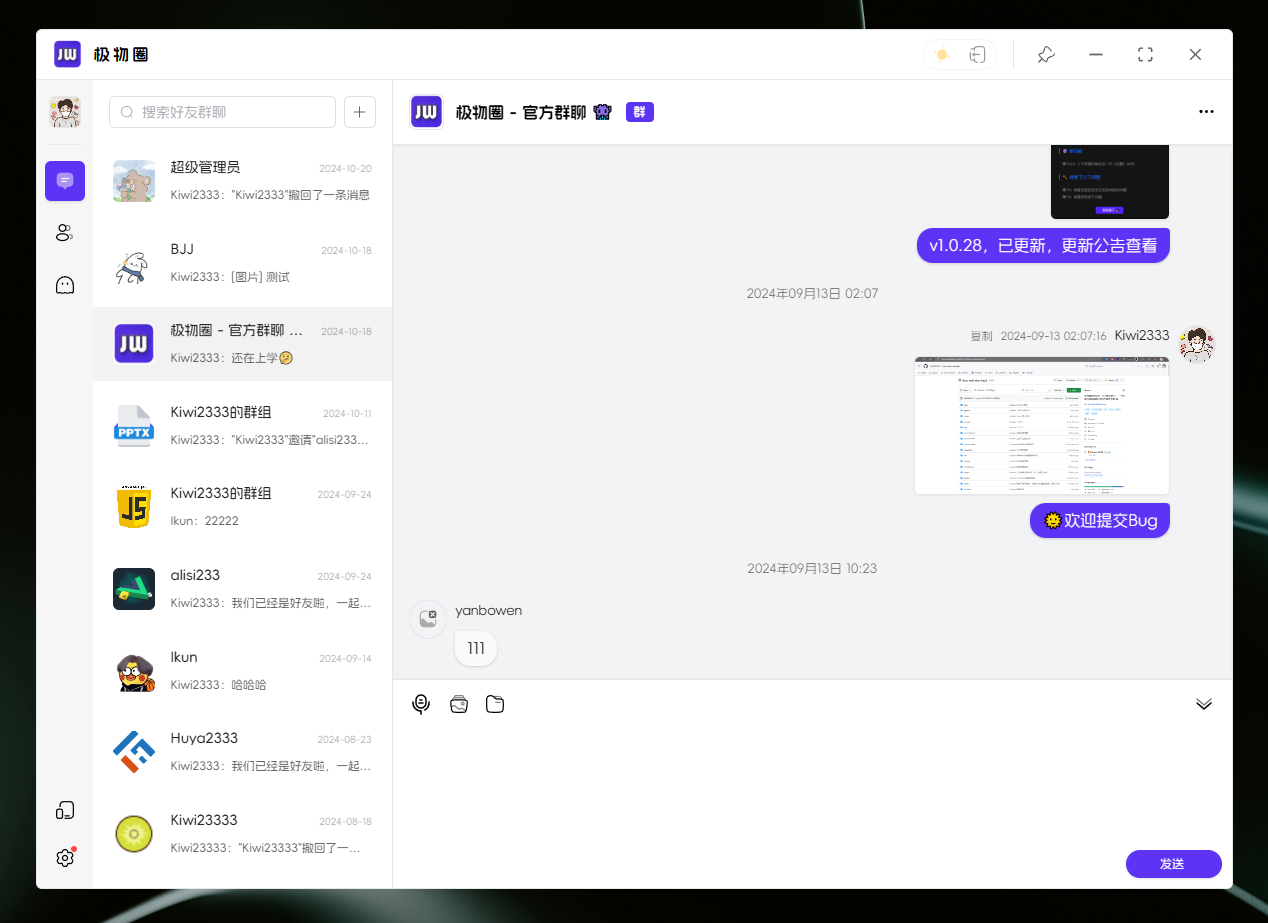 JW 极物圈
搜索好友群聊
超级管理员 2024-10-20
Kiwi2333："Kiwi2333"撤回了一条消息
BJJ 2024-10-18
Kiwi2333：[图片] 测试
JW
极物圈 - 官方群聊 ... 2024-10-18
Kiwi2333：还在上学🤔
PPTX
Kiwi2333的群组 2024-10-11
Kiwi2333："Kiwi2333"邀请"alisi233...
JS
Kiwi2333的群组 2024-09-24
Ikun：22222
alisi233 2024-09-24
Kiwi2333：我们已经是好友啦，一起...
Ikun 2024-09-14
Kiwi2333：哈哈哈
Huya2333 2024-08-23
Kiwi2333：我们已经是好友啦，一起...
Kiwi23333 2024-08-18
Kiwi23333："Kiwi23333"撤回了一...
JW 极物圈 - 官方群聊 👾 群
v1.0.28，已更新，更新公告查看
2024年09月13日 02:07
复制 2024-09-13 02:07:16 Kiwi2333
🌞欢迎提交Bug
2024年09月13日 10:23
yanbowen
111
发送